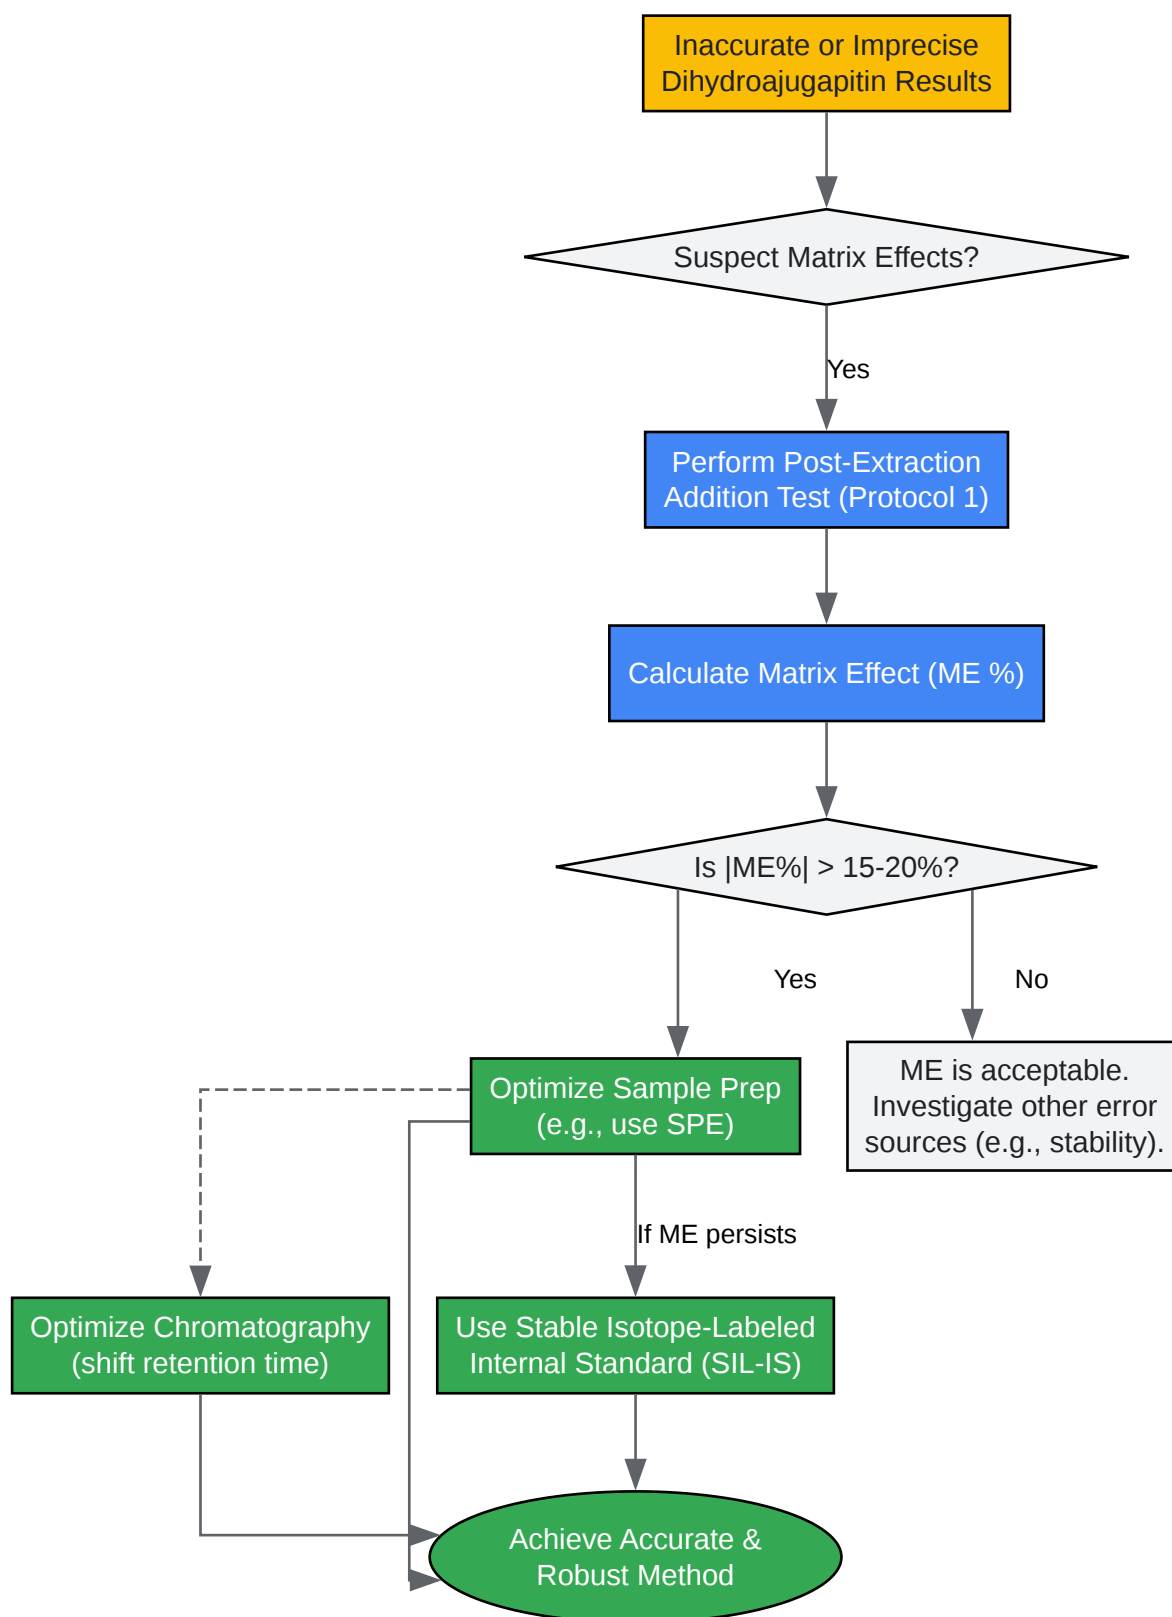 Inaccurate or Imprecise
Dihydroajugapitin Results
Suspect Matrix Effects?
Yes
Perform Post-Extraction
Addition Test (Protocol 1)
Calculate Matrix Effect (ME %)
Is |ME%| > 15-20%?
Yes
No
Optimize Sample Prep
(e.g., use SPE)
ME is acceptable.
Investigate other error
sources (e.g., stability).
If ME persists
Optimize Chromatography
(shift retention time)
Use Stable Isotope-Labeled
Internal Standard (SIL-IS)
Achieve Accurate &
Robust Method